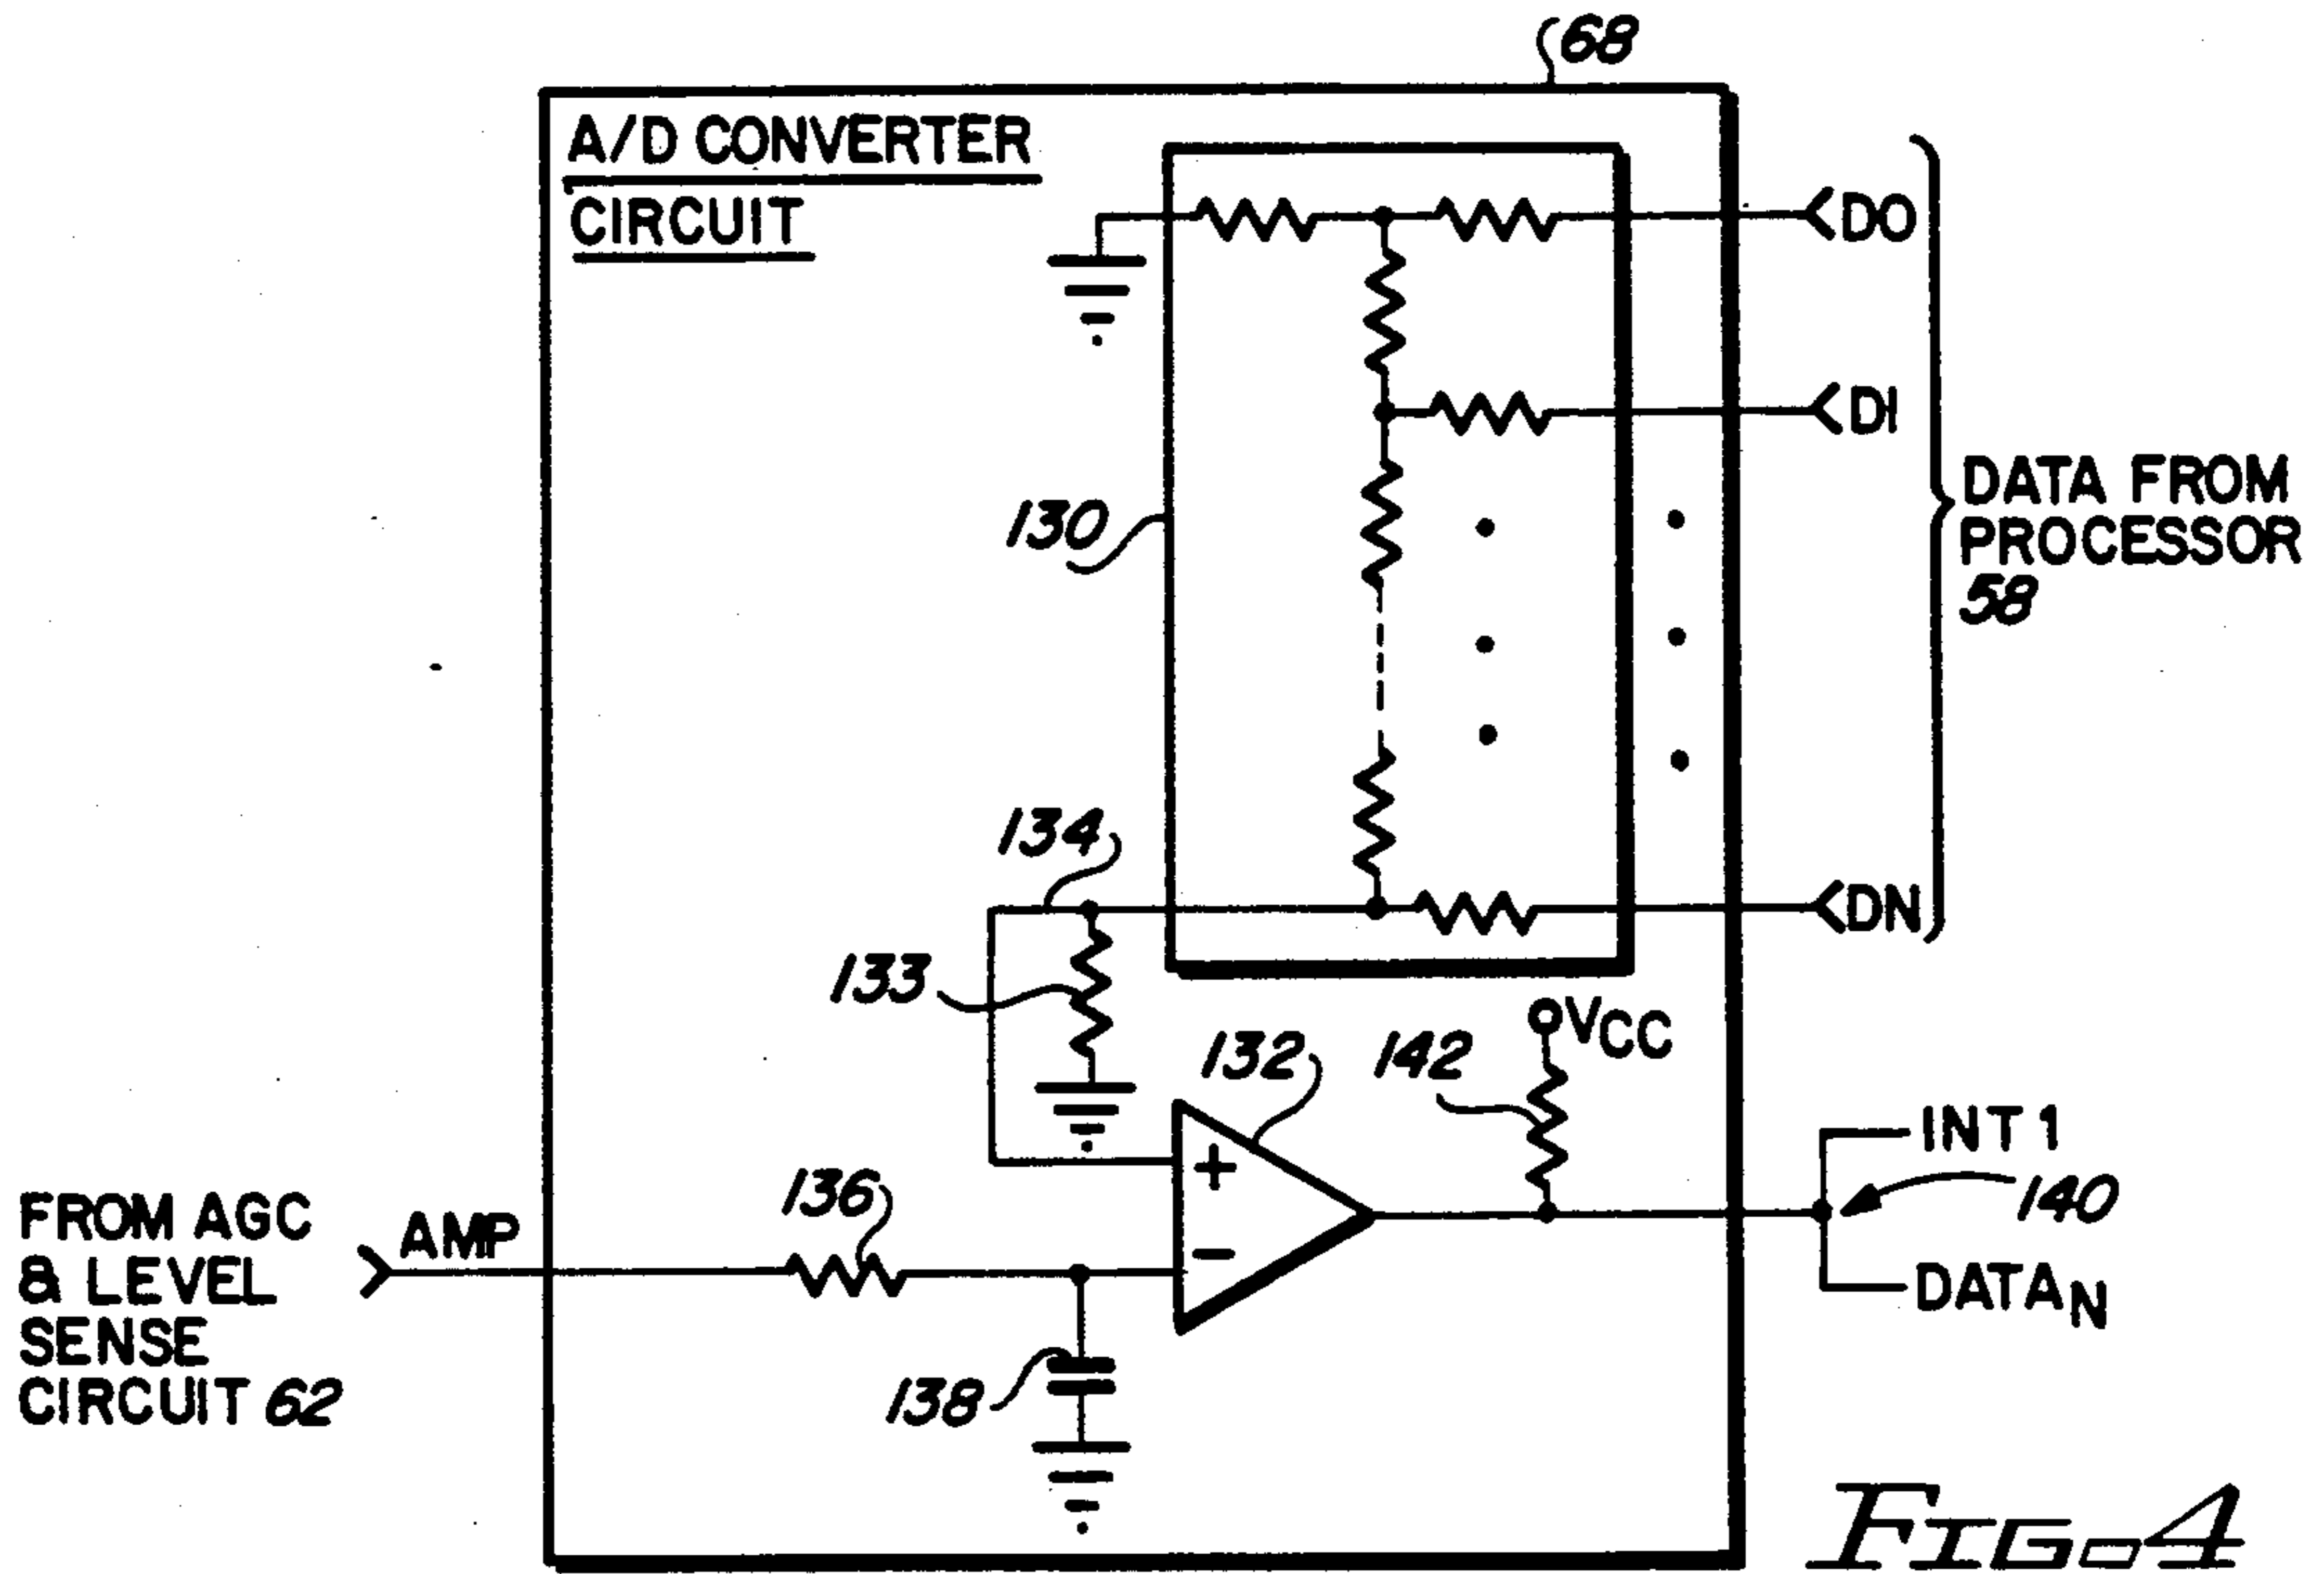 68
A/D CONVERTER
CIRCUIT
DO
DI
130
DATA FROM
PROCESSOR
58
134
DN
133
VCC
132
142
+
INT 1
136
140
FROM AGC
& LEVEL
SENSE
CIRCUIT 62
AMP
−
DATAN
138
FIG. 4